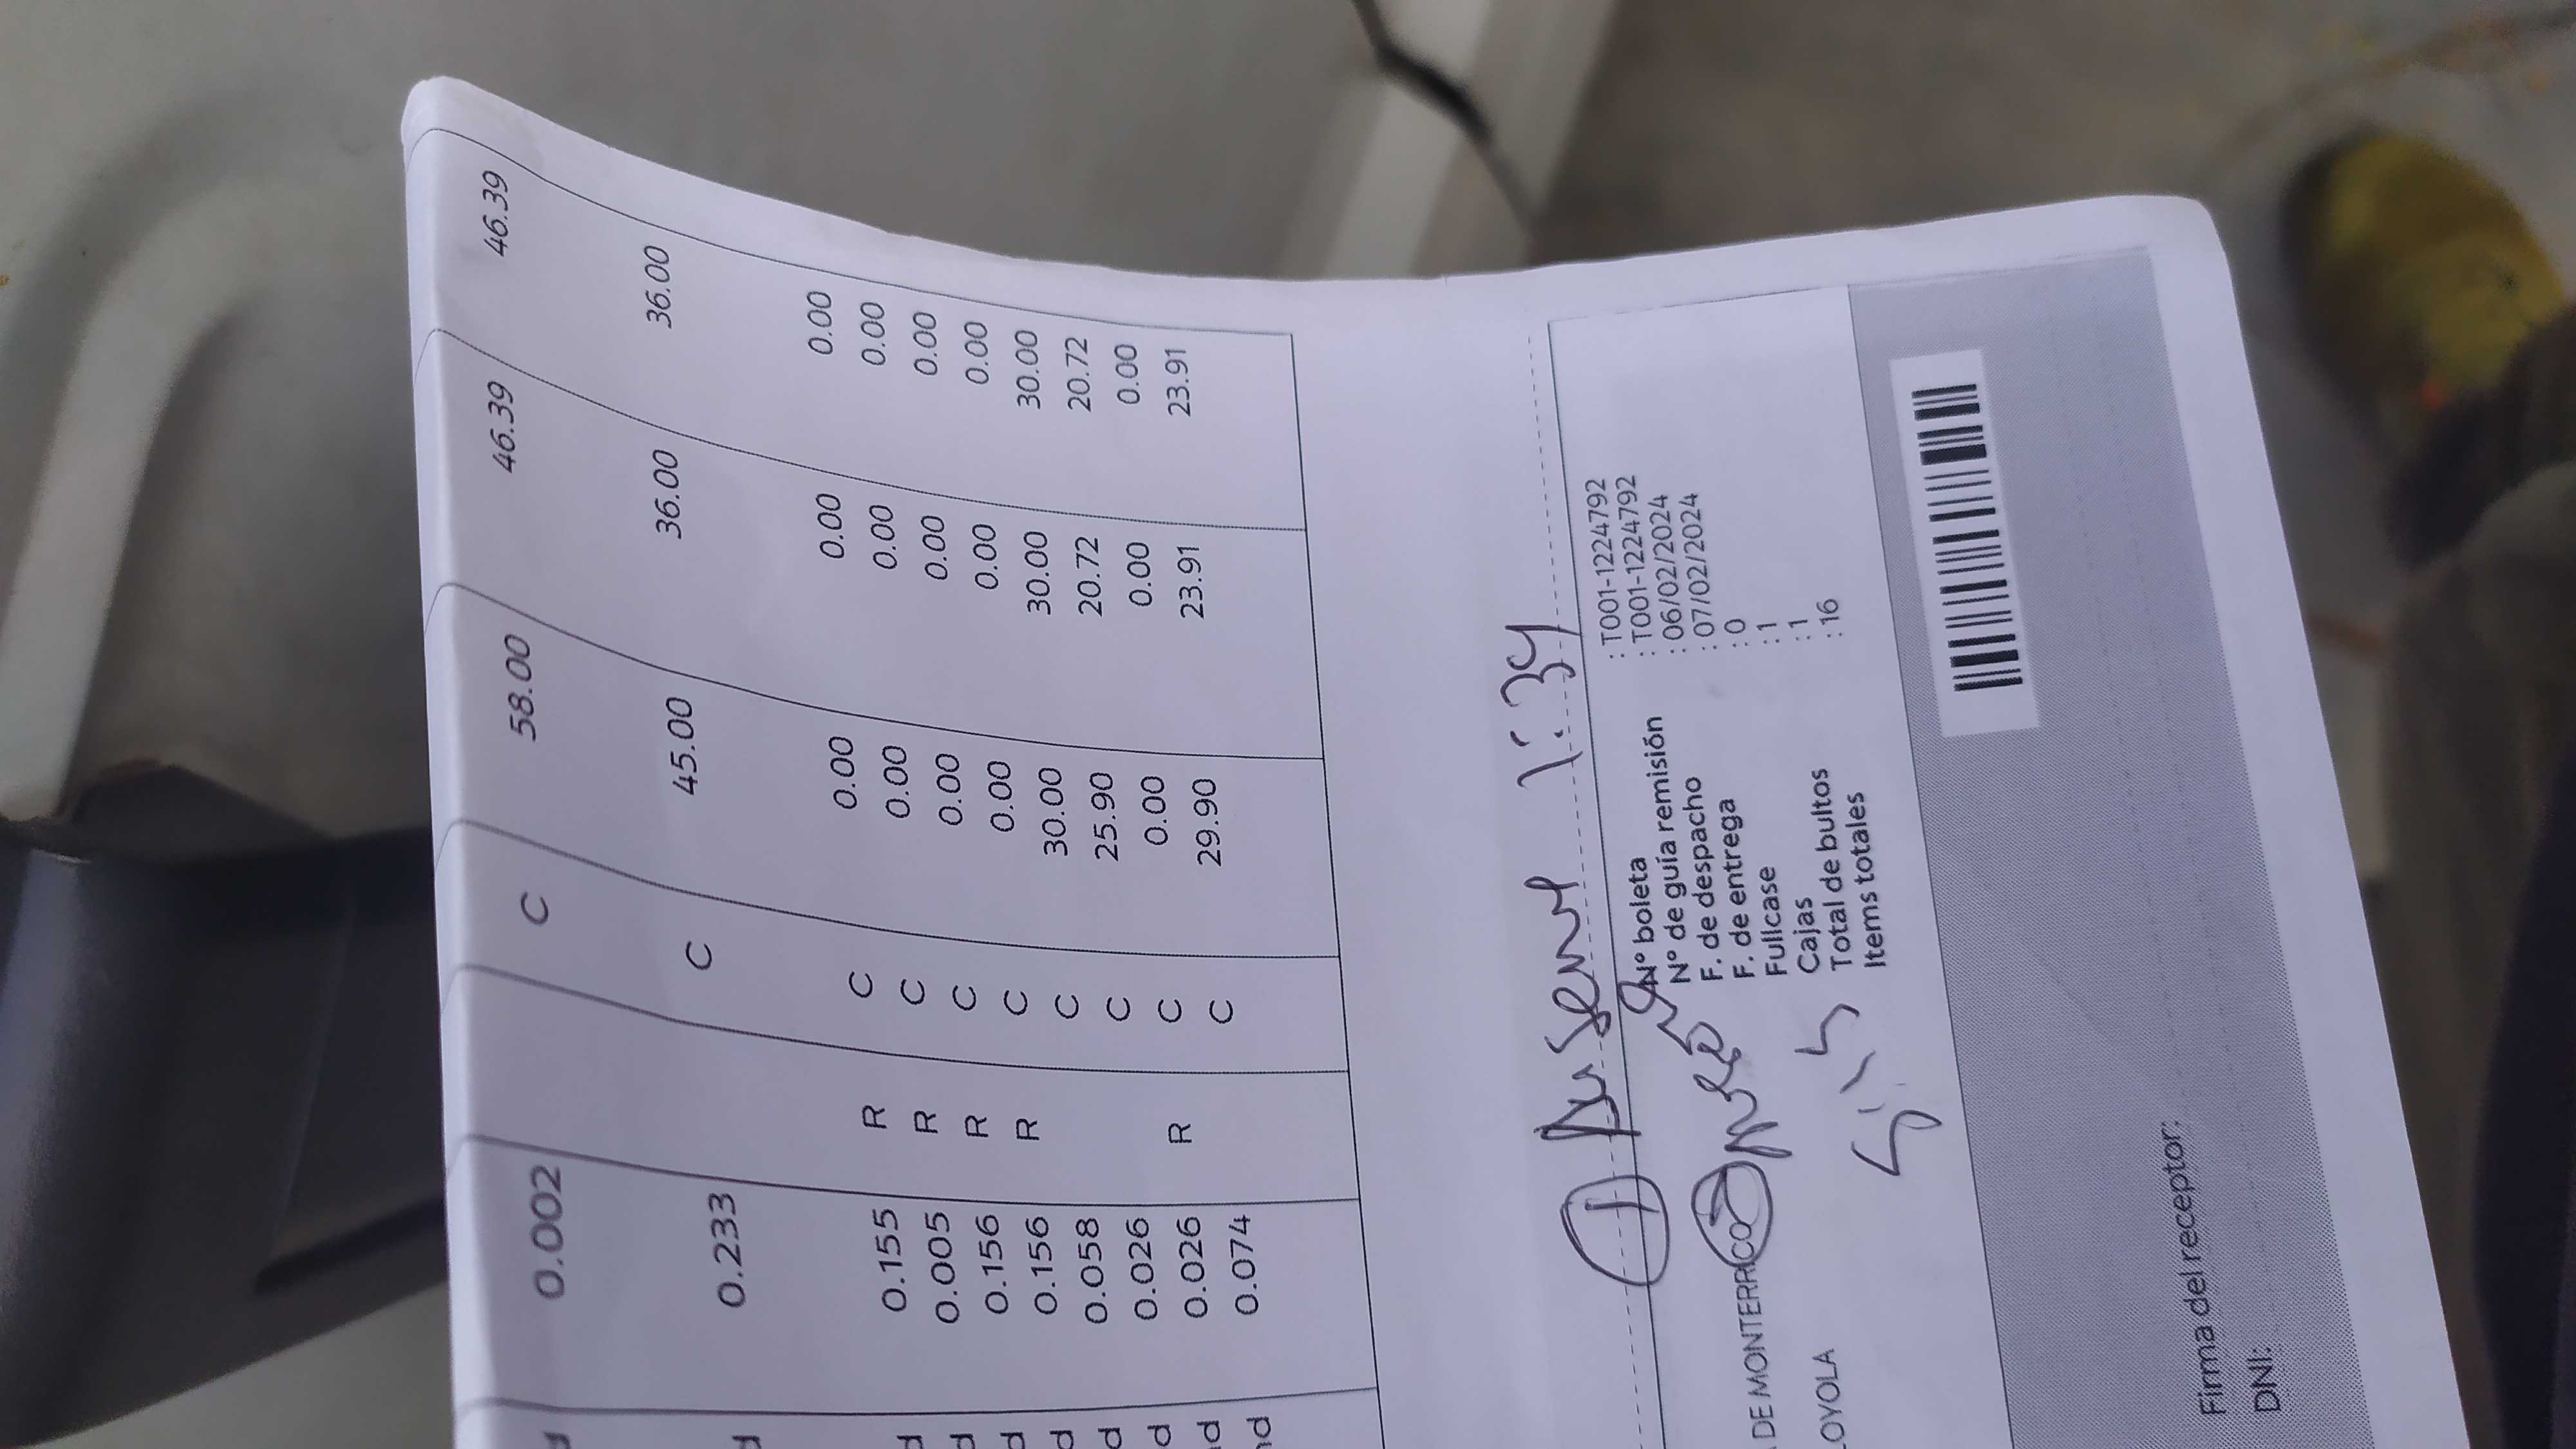 0.002 C 58.00 46.39 46.39
0.233 C 45.00 36.00 36.00
0.155 R C 0.00 0.00 0.00
0.005 R C 0.00 0.00 0.00
0.156 R C 0.00 0.00 0.00
0.156 R C 0.00 0.00 0.00
0.058 C 30.00 30.00 30.00
0.026 C 25.90 20.72 20.72
0.026 R C 0.00 0.00 0.00
nd 0.074 C 29.90 23.91 23.91
1 Ausente 1:34
Nº boleta : T001-1224792
Nº de guía remisión : T001-1224792
F. de despacho : 06/02/2024
DE MONTERRICO F. de entrega : 07/02/2024
Fullcase : 0
OYOLA Cajas : 1
Total de bultos : 1
Items totales : 16
Firma del receptor:
DNI: